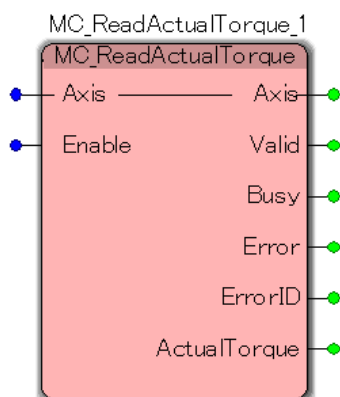 MC_ReadActualTorque_1
MC_ReadActualTorque
Axis Axis
Enable Valid
Busy
Error
ErrorID
ActualTorque